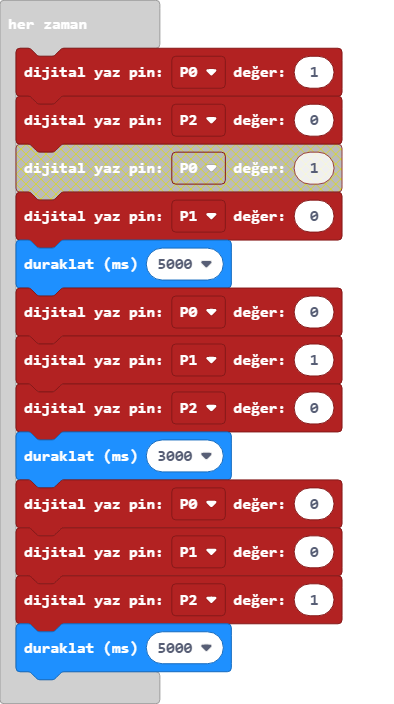 her zaman
dijital yaz pin: P0 değer: 1
dijital yaz pin: P2 değer: 0
dijital yaz pin: P0 değer: 1
dijital yaz pin: P1 değer: 0
duraklat (ms) 5000
dijital yaz pin: P0 değer: 0
dijital yaz pin: P1 değer: 1
dijital yaz pin: P2 değer: 0
duraklat (ms) 3000
dijital yaz pin: P0 değer: 0
dijital yaz pin: P1 değer: 0
dijital yaz pin: P2 değer: 1
duraklat (ms) 5000